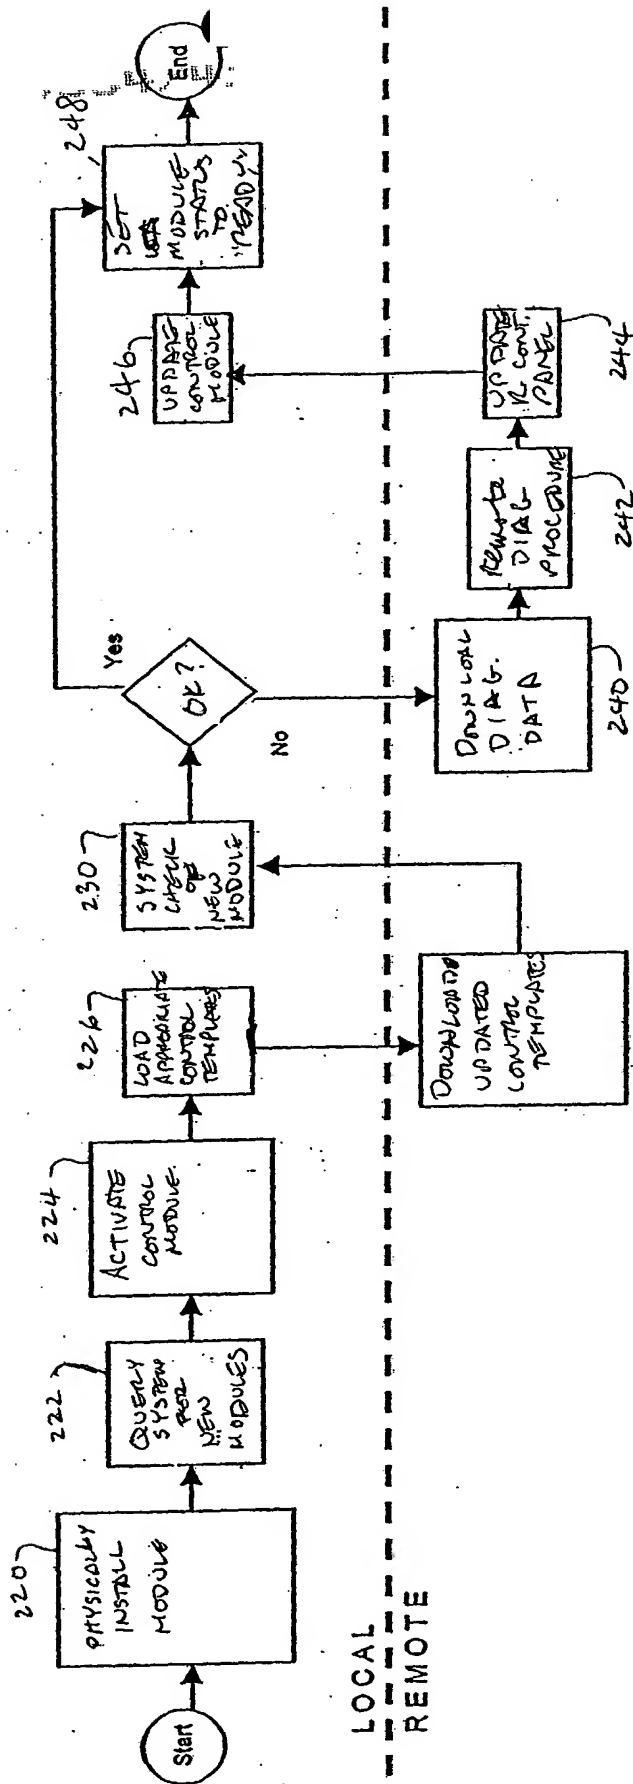 Start
220
PHYSICALLY
INSTALL
MODULE
222
QUERY
SYSTEM
FOR
NEW
MODULES
224
ACTIVATE
CONTROL
MODULE.
226
LOAD
APPROPRIATE
CONTROL
TEMPLATES
230
SYSTEM
CHECK
OF
NEW
MODULE
OK?
Yes
No
246
UPDATE
CONTROL
MODULE
248
SET
MODULE
STATUS
TO
"READY"
End
LOCAL
REMOTE
DOWNLOAD
UPDATED
CONTROL
TEMPLATES
DOWNLOAD
DIAG.
DATA
240
Remote
DIAG
PROCEDURE
242
UPDATE
R CONT.
PANEL
244